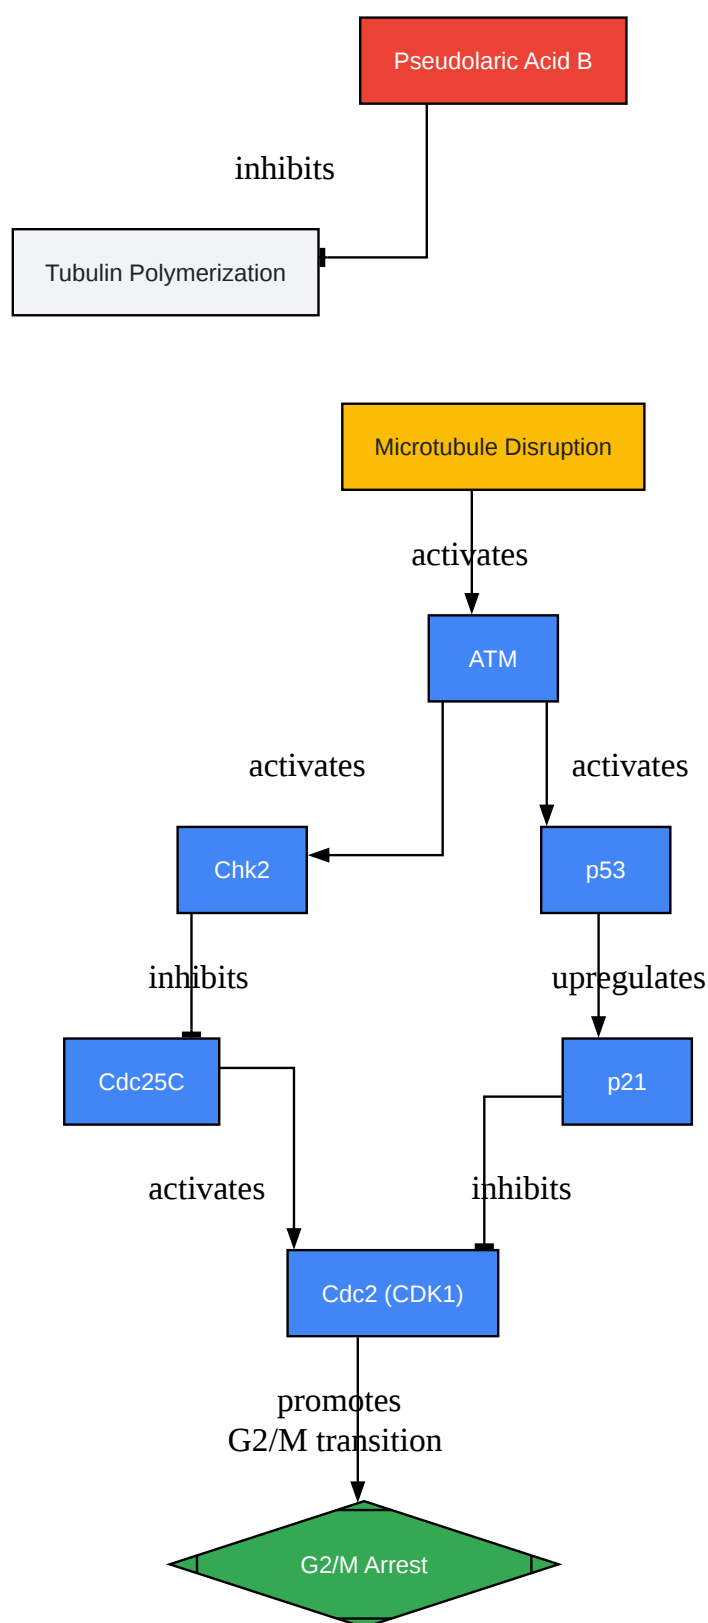 Pseudolaric Acid B
inhibits
Tubulin Polymerization
Microtubule Disruption
activates
ATM
activates
activates
Chk2
p53
inhibits
upregulates
Cdc25C
p21
activates
inhibits
Cdc2 (CDK1)
promotes
G2/M transition
G2/M Arrest